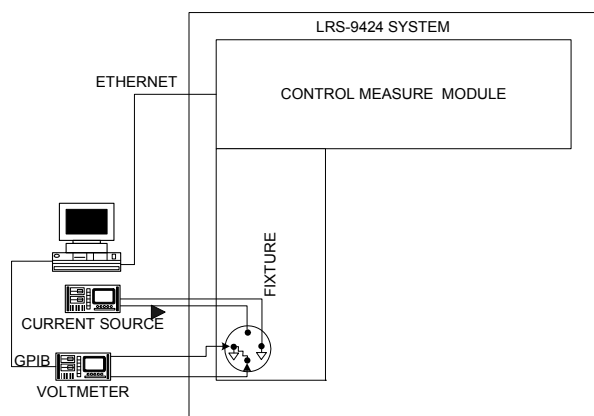 LRS-9424 SYSTEM
ETHERNET
CONTROL MEASURE MODULE
FIXTURE
CURRENT SOURCE
GPIB
VOLTMETER